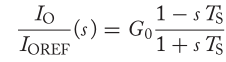 I_O / I_OREF (s) = G_0 (1 − s T_S) / (1 + s T_S)